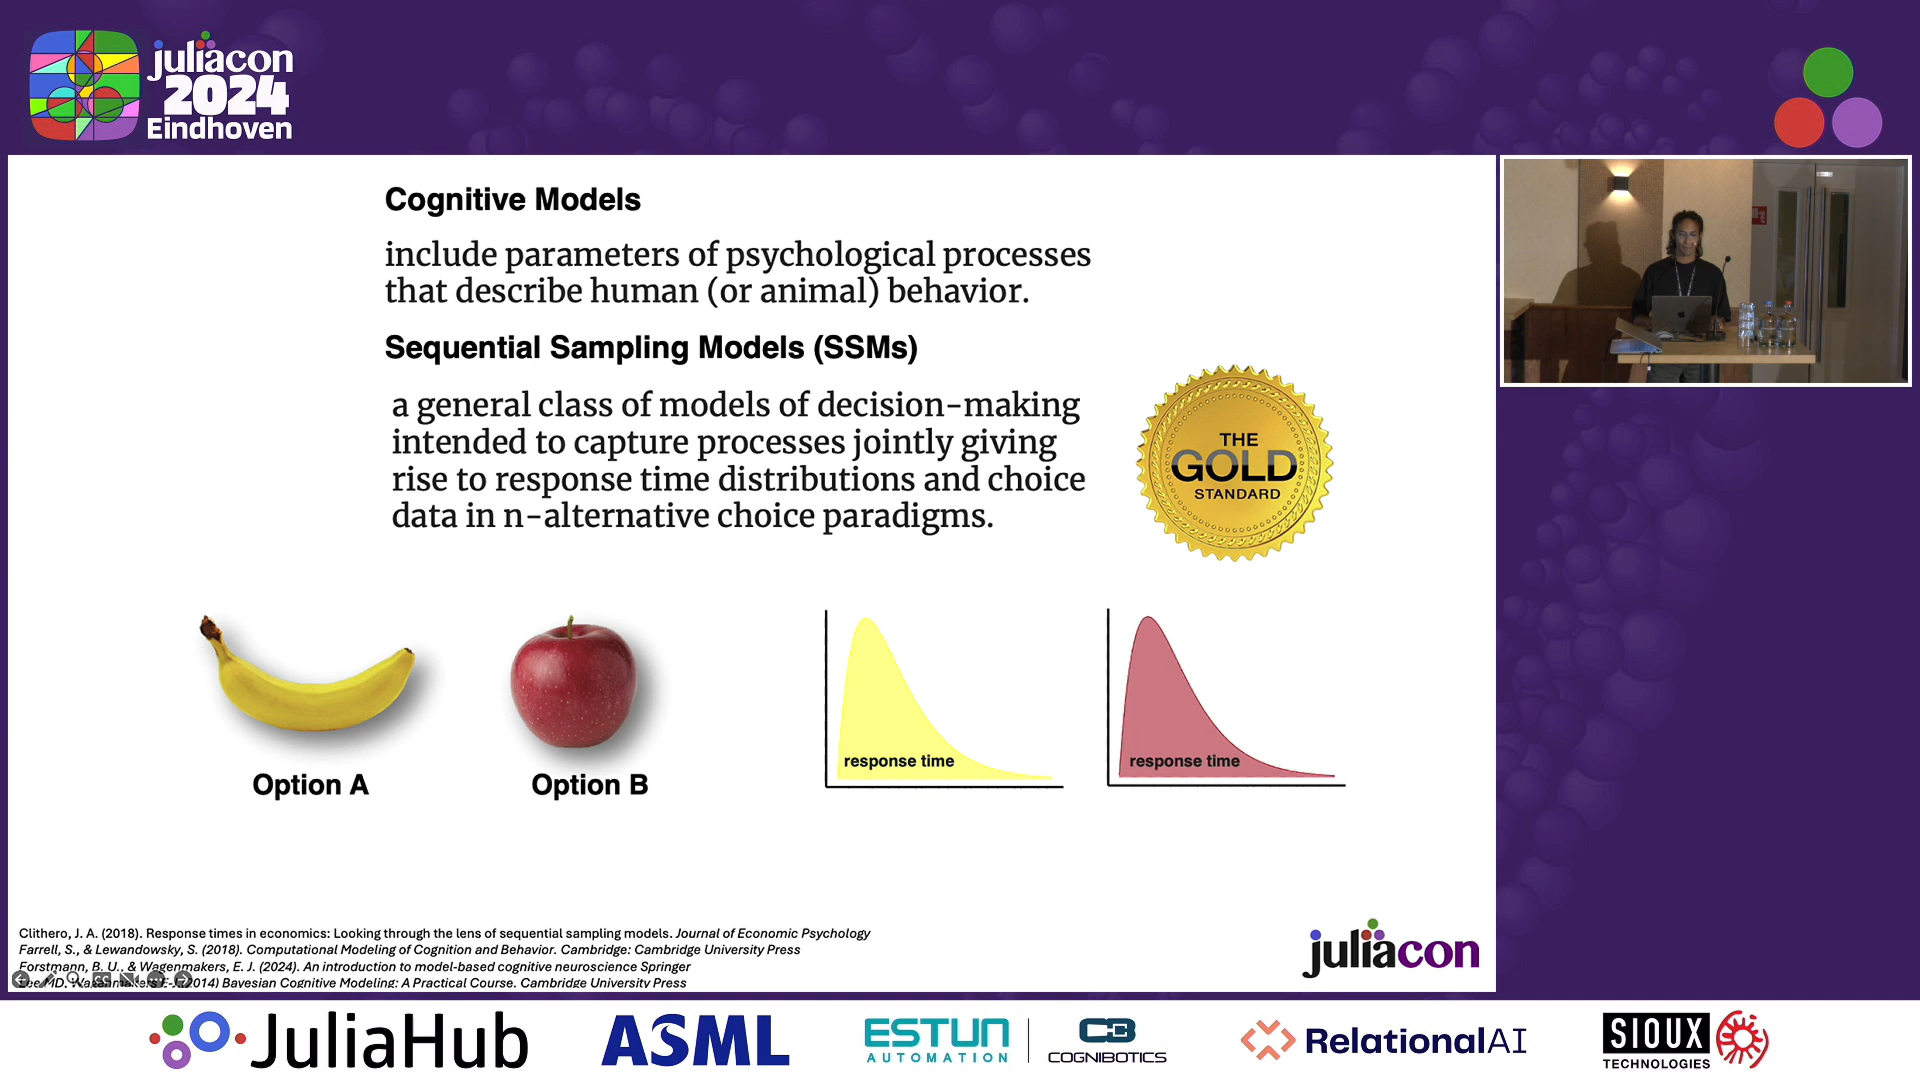 juliacon
2024
Eindhoven
Cognitive Models
include parameters of psychological processes
that describe human (or animal) behavior.
Sequential Sampling Models (SSMs)
a general class of models of decision-making
intended to capture processes jointly giving
rise to response time distributions and choice
data in n-alternative choice paradigms.
THE
GOLD
STANDARD
Option A
Option B
response time
response time
Clithero, J. A. (2018). Response times in economics: Looking through the lens of sequential sampling models. Journal of Economic Psychology
Farrell, S., & Lewandowsky, S. (2018). Computational Modeling of Cognition and Behavior. Cambridge: Cambridge University Press
Forstmann, B. U., & Wagenmakers, E. J. (2024). An introduction to model-based cognitive neuroscience Springer
Lee MD, Wagenmakers E-J. (2014) Bayesian Cognitive Modeling: A Practical Course. Cambridge University Press
juliacon
JuliaHub
ASML
ESTUN
AUTOMATION
CB
COGNIBOTICS
RelationalAI
SIOUX
TECHNOLOGIES